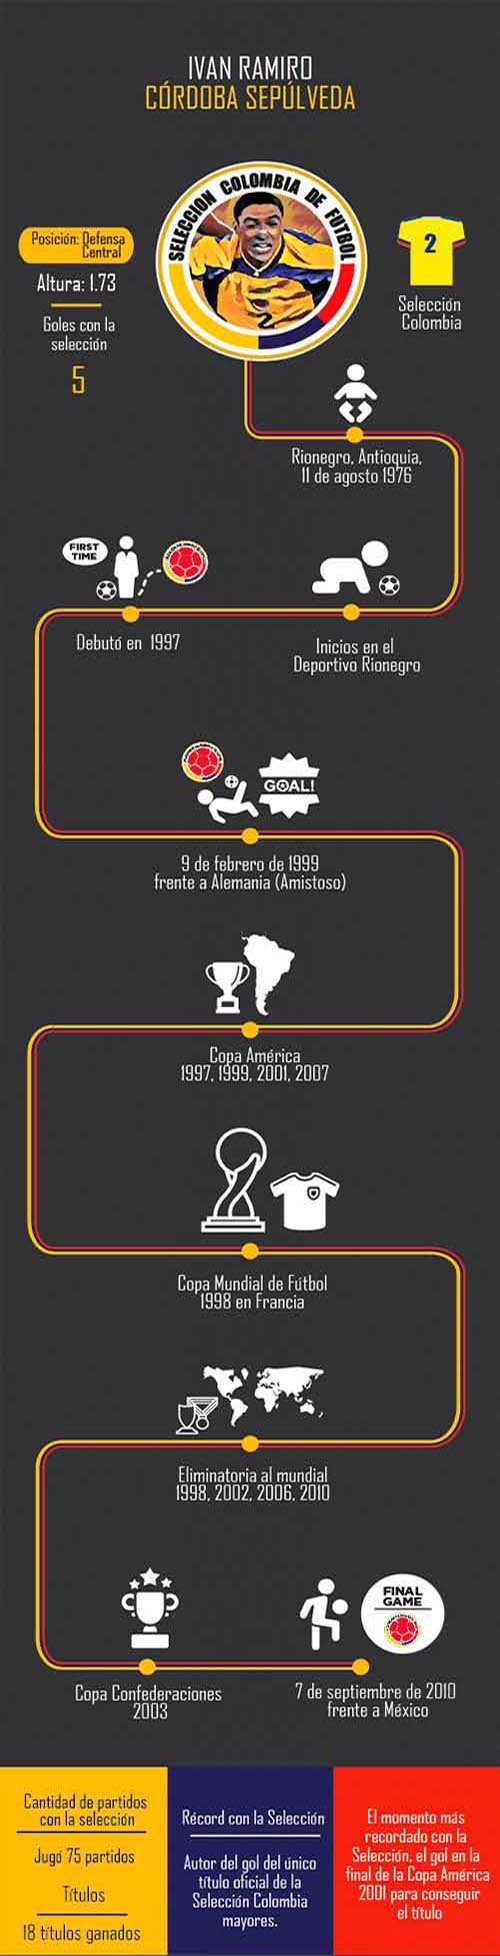 IVAN RAMIRO
CÓRDOBA SEPÚLVEDA
SELECCION COLOMBIA DE FUTBOL
Posición: Defensa
Central
Altura: 1.73
Goles con la
selección
5
2
Selección
Colombia
Rionegro, Antioquia,
11 de agosto 1976
FIRST
TIME
Debutó en 1997
Inicios en el
Deportivo Rionegro
GOAL!
9 de febrero de 1999
frente a Alemania (Amistoso)
Copa América
1997, 1999, 2001, 2007
Copa Mundial de Fútbol
1998 en Francia
Eliminatoria al mundial
1998, 2002, 2006, 2010
Copa Confederaciones
2003
FINAL
GAME
7 de septiembre de 2010
frente a México
Cantidad de partidos
con la selección
Jugó 75 partidos
Títulos
18 títulos ganados
Récord con la Selección
Autor del gol del único
título oficial de la
Selección Colombia
mayores.
El momento más
recordado con la
Selección, el gol en la
final de la Copa América
2001 para conseguir
el título